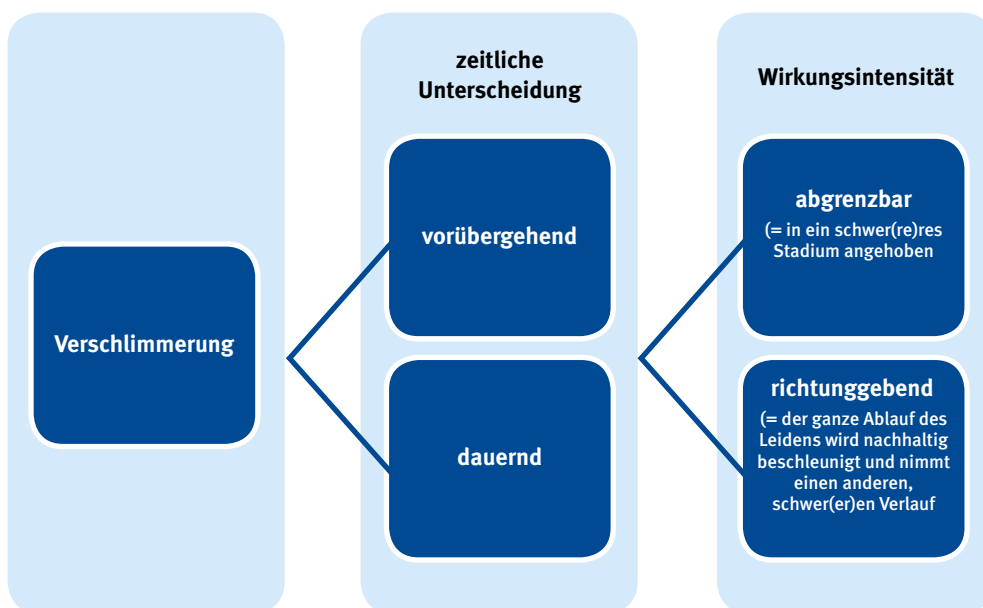 Verschlimmerung
zeitliche
Unterscheidung
vorübergehend
dauernd
Wirkungsintensität
abgrenzbar
(= in ein schwer(re)res
Stadium angehoben
richtunggebend
(= der ganze Ablauf des
Leidens wird nachhaltig
beschleunigt und nimmt
einen anderen,
schwer(er)en Verlauf